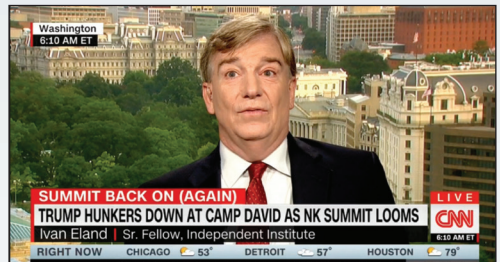 Washington
6:10 AM ET
SUMMIT BACK ON (AGAIN)
TRUMP HUNKERS DOWN AT CAMP DAVID AS NK SUMMIT LOOMS
Ivan Eland | Sr. Fellow, Independent Institute
LIVE
CNN
6:10 AM ET
RIGHT NOW CHICAGO 53° DETROIT 57° HOUSTON 79°